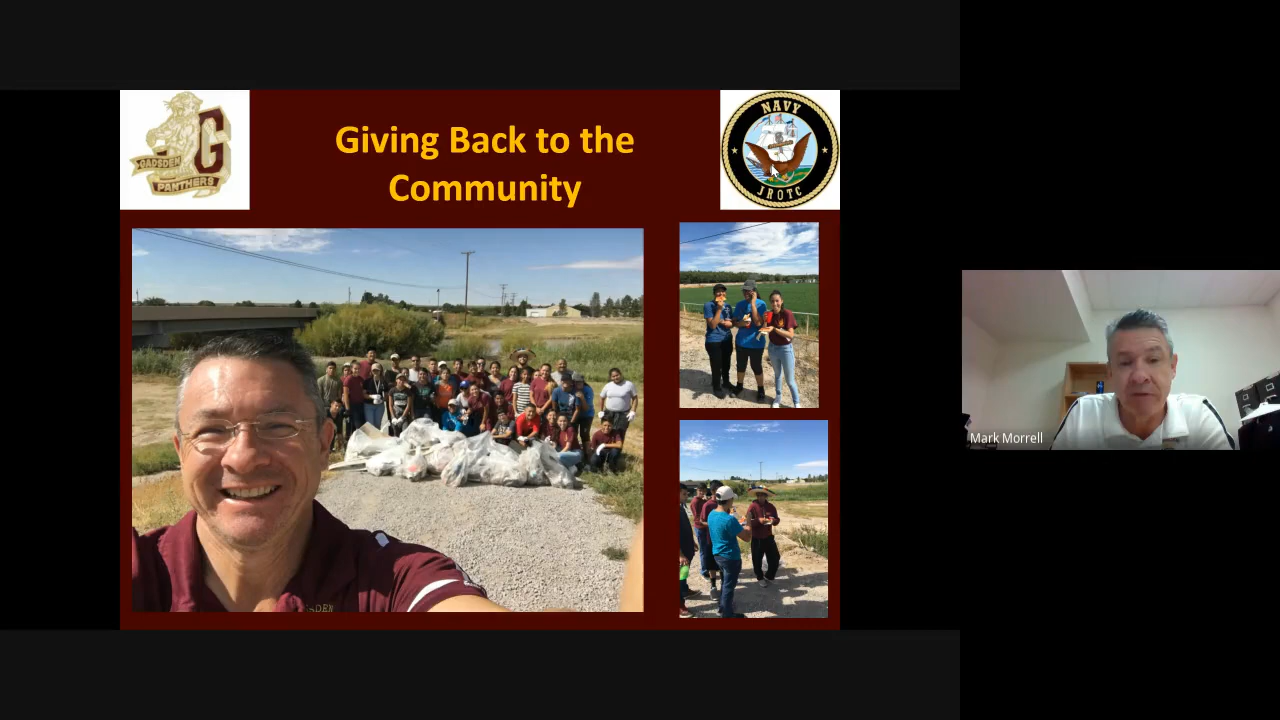 Giving Back to the
Community
GADSDEN
G
PANTHERS
NAVY
JROTC
Mark Morrell